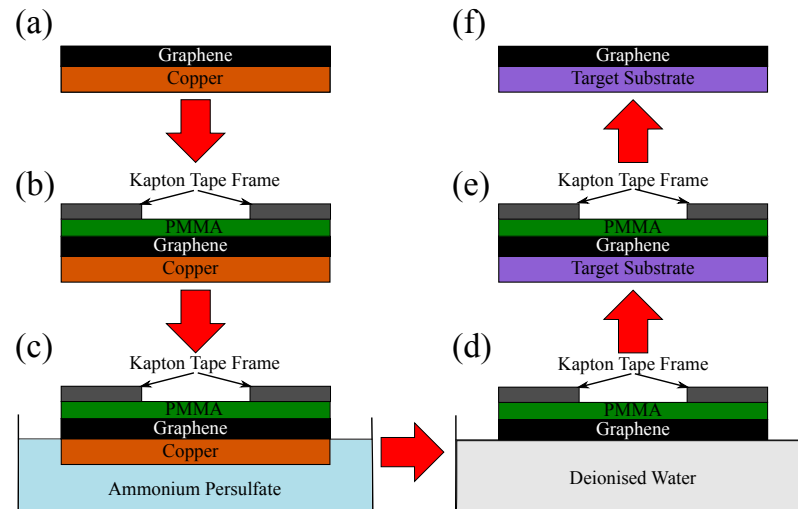 (a)
Graphene
Copper
(b)
Kapton Tape Frame
PMMA
Graphene
Copper
(c)
Kapton Tape Frame
PMMA
Graphene
Copper
Ammonium Persulfate
(d)
Kapton Tape Frame
PMMA
Graphene
Deionised Water
(e)
Kapton Tape Frame
PMMA
Graphene
Target Substrate
(f)
Graphene
Target Substrate